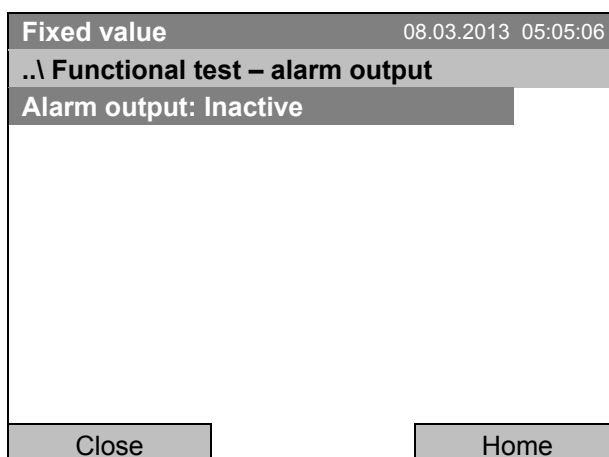 Fixed value 08.03.2013 05:05:06
..\ Functional test – alarm output
Alarm output: Inactive
Close Home